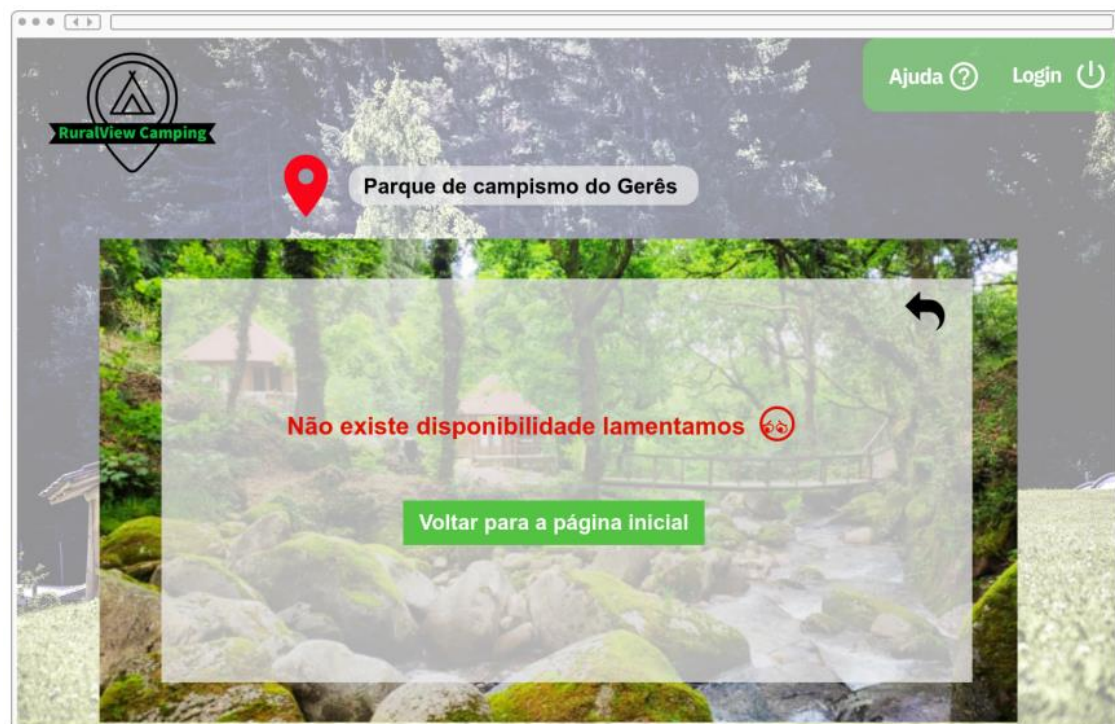 Ajuda
Login
RuralView Camping
Parque de campismo do Gerês
Não existe disponibilidade lamentamos
Voltar para a página inicial